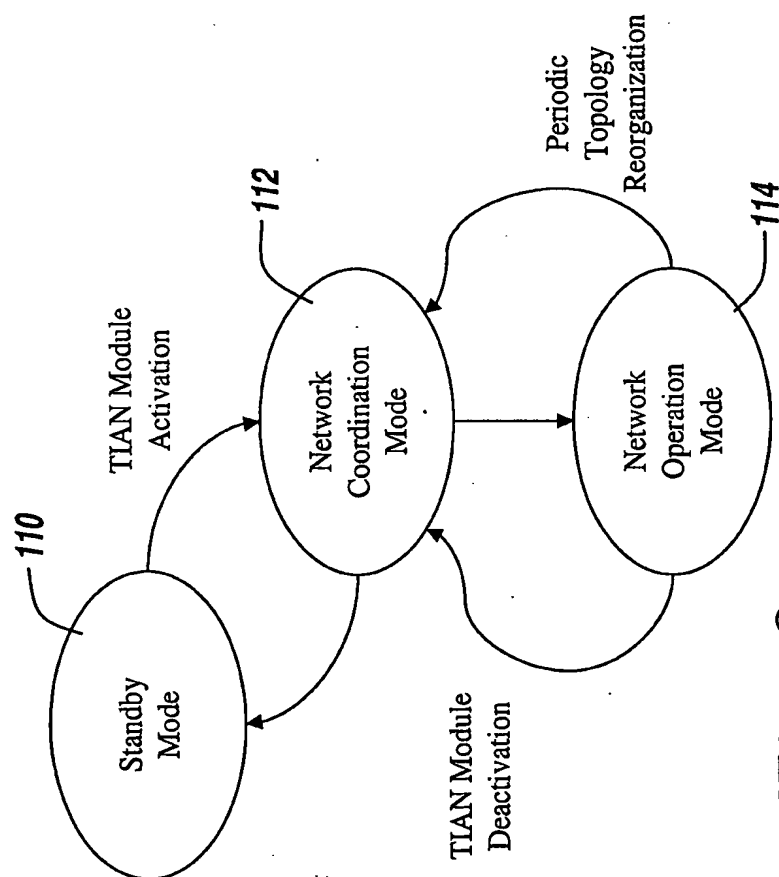 110
Standby
Mode
TIAN Module
Activation
112
Network
Coordination
Mode
TIAN Module
Deactivation
Periodic
Topology
Reorganization
Network
Operation
Mode
114